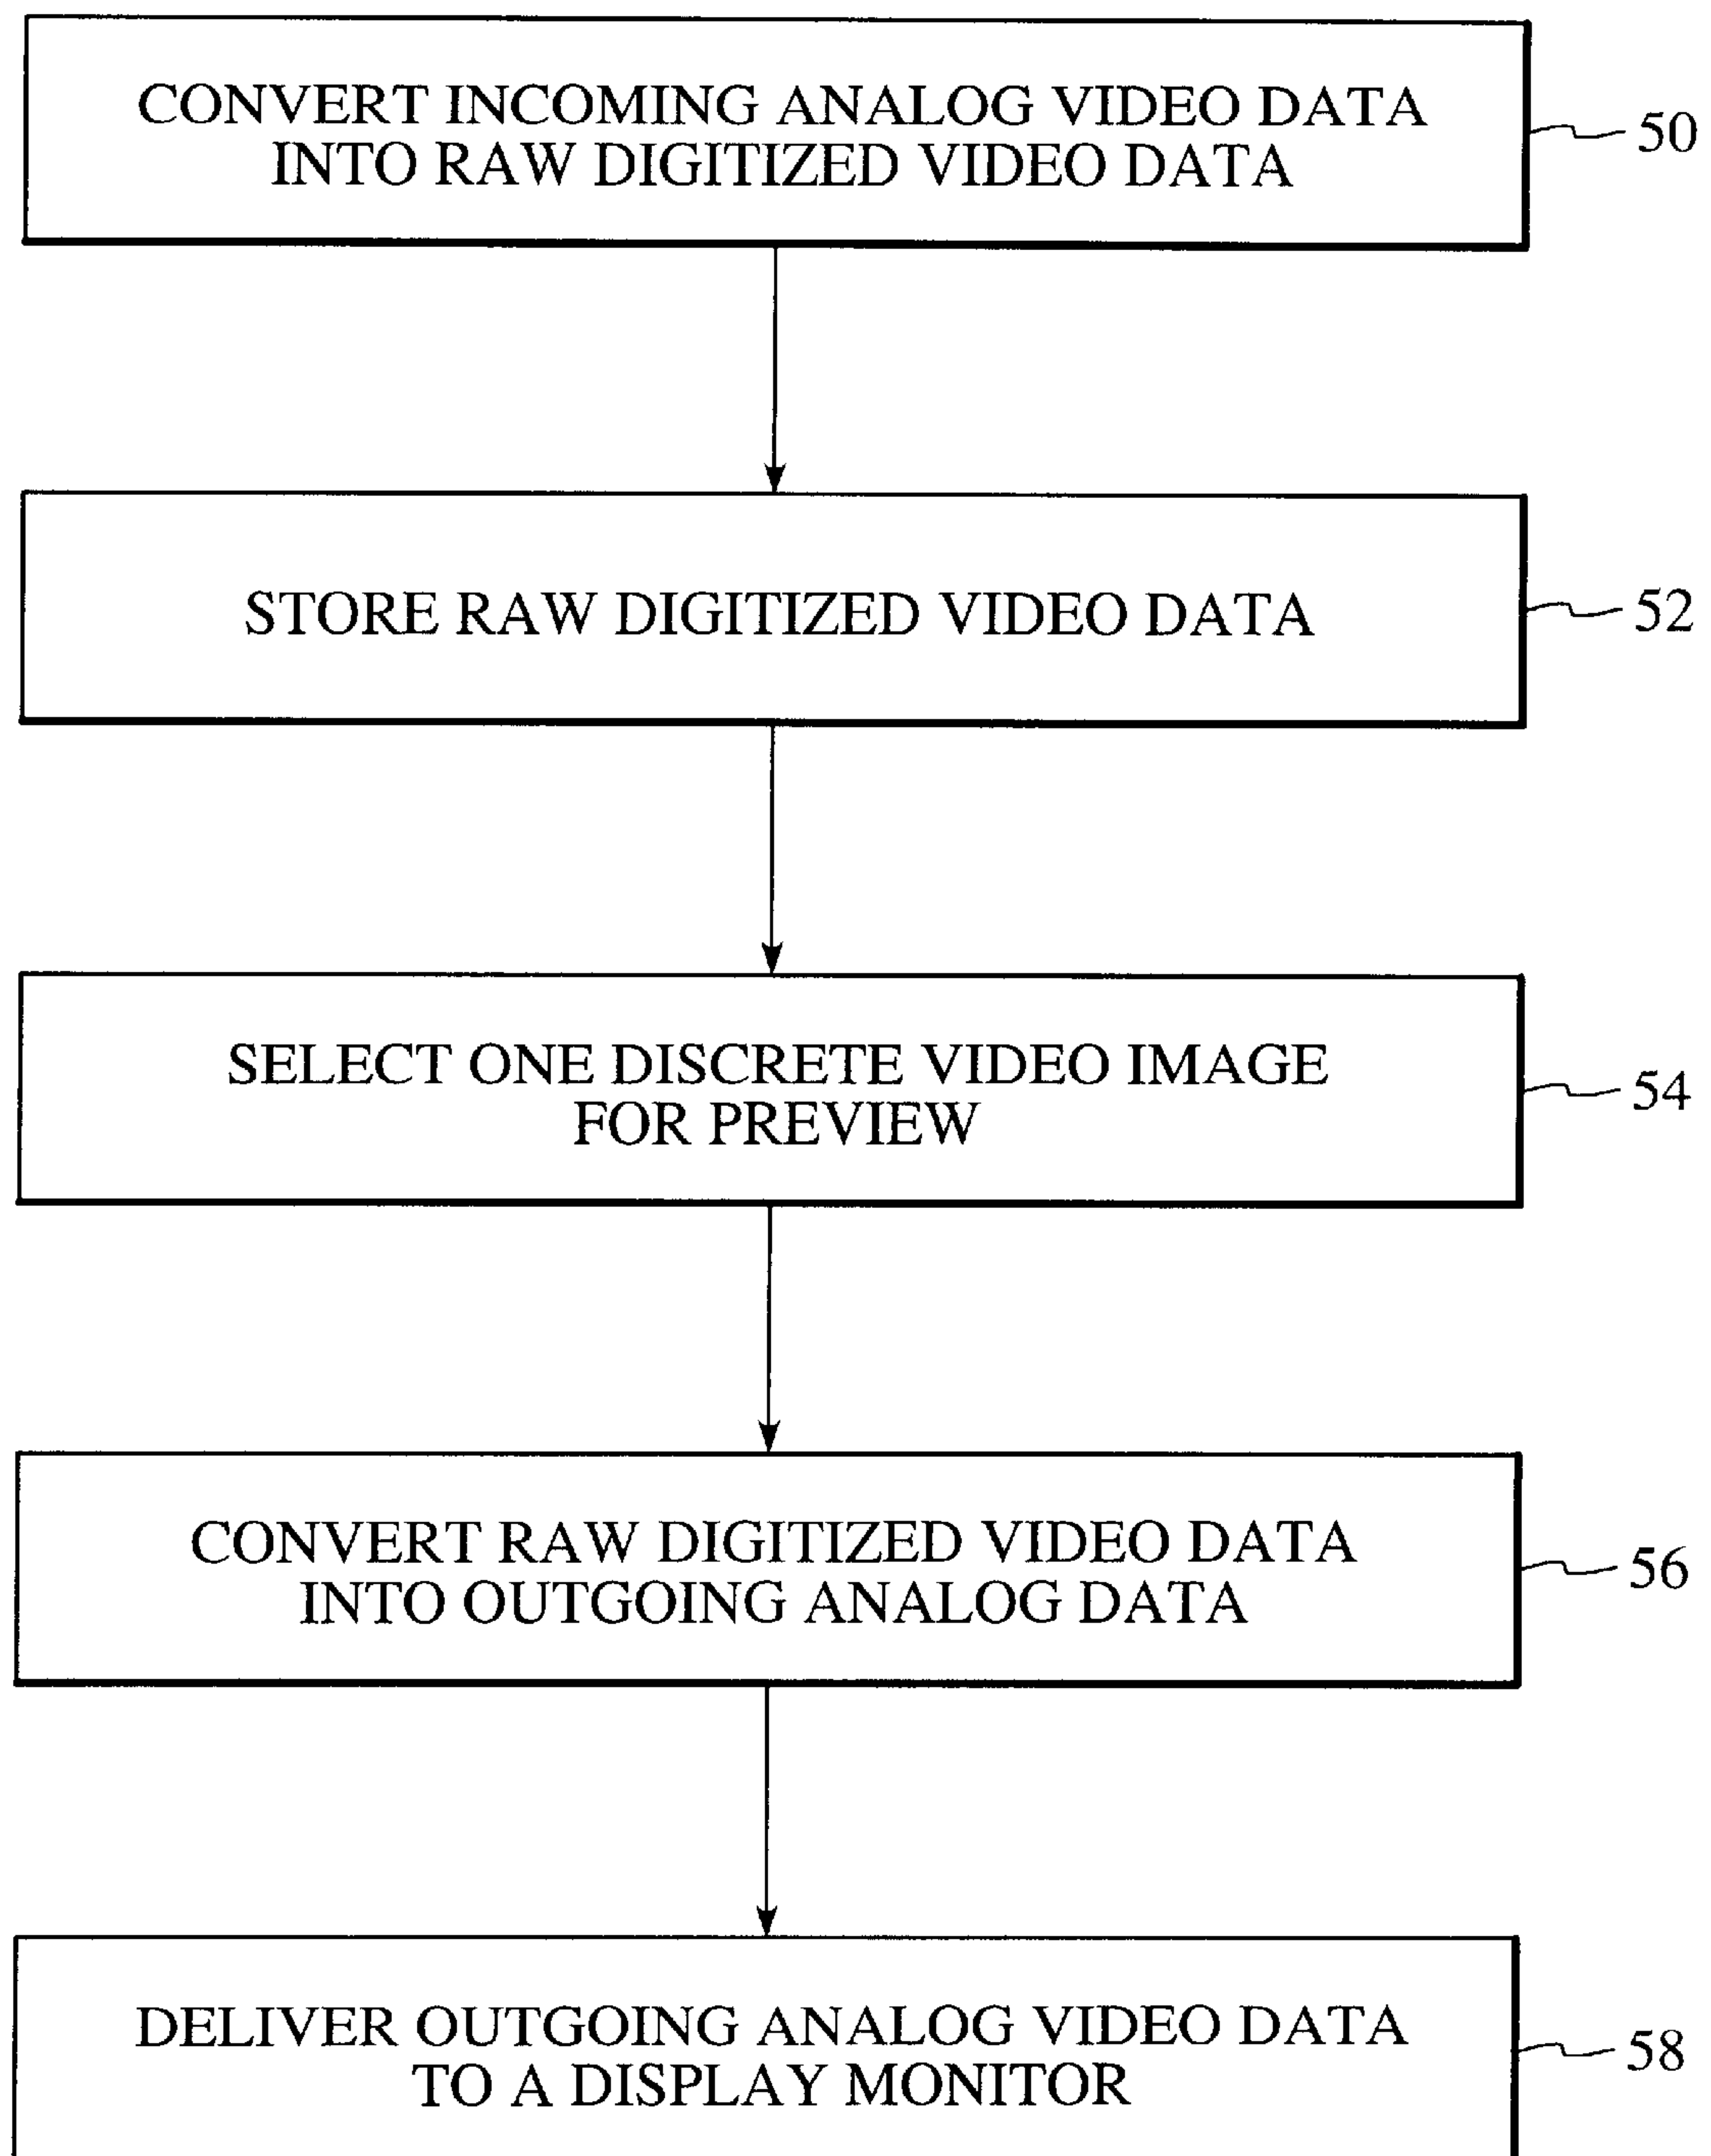 CONVERT INCOMING ANALOG VIDEO DATA
INTO RAW DIGITIZED VIDEO DATA
50
STORE RAW DIGITIZED VIDEO DATA
52
SELECT ONE DISCRETE VIDEO IMAGE
FOR PREVIEW
54
CONVERT RAW DIGITIZED VIDEO DATA
INTO OUTGOING ANALOG DATA
56
DELIVER OUTGOING ANALOG VIDEO DATA
TO A DISPLAY MONITOR
58